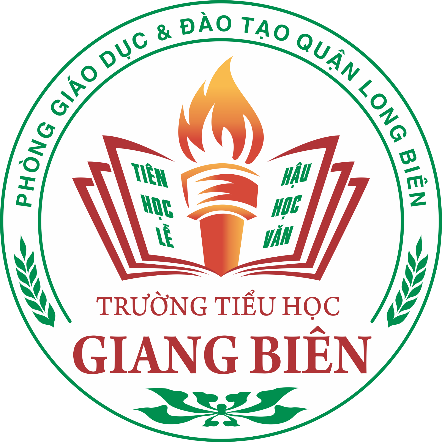 PHÒNG GIÁO DỤC & ĐÀO TẠO QUẬN LONG BIÊN
TIÊN
HỌC
LỄ
HẬU
HỌC
VĂN
TRƯỜNG TIỂU HỌC
GIANG BIÊN